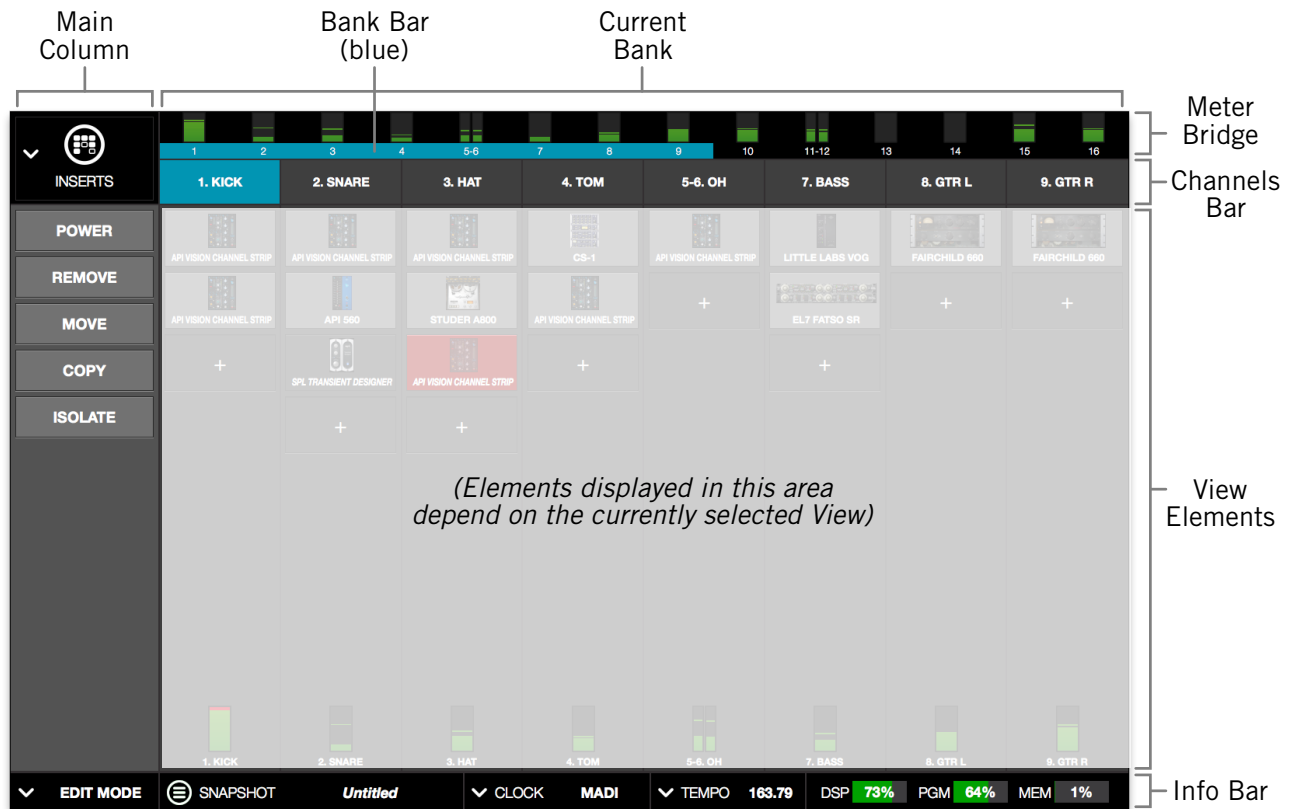 Main Column
Bank Bar (blue)
Current Bank
Meter Bridge
Channels Bar
View Elements
Info Bar
INSERTS
1 2 3 4 5-6 7 8 9 10 11-12 13 14 15 16
1. KICK 2. SNARE 3. HAT 4. TOM 5-6. OH 7. BASS 8. GTR L 9. GTR R
POWER
REMOVE
MOVE
COPY
ISOLATE
API VISION CHANNEL STRIP API VISION CHANNEL STRIP API VISION CHANNEL STRIP CS-1 API VISION CHANNEL STRIP LITTLE LABS VOG FAIRCHILD 660 FAIRCHILD 660
+ + +
API VISION CHANNEL STRIP API 560 STUDER A800 API VISION CHANNEL STRIP EL7 FATSO SR
+ + +
SPL TRANSIENT DESIGNER API VISION CHANNEL STRIP
+ +
(Elements displayed in this area
depend on the currently selected View)
1. KICK 2. SNARE 3. HAT 4. TOM 5-6. OH 7. BASS 8. GTR L 9. GTR R
EDIT MODE SNAPSHOT Untitled CLOCK MADI TEMPO 163.79 DSP 73% PGM 64% MEM 1%